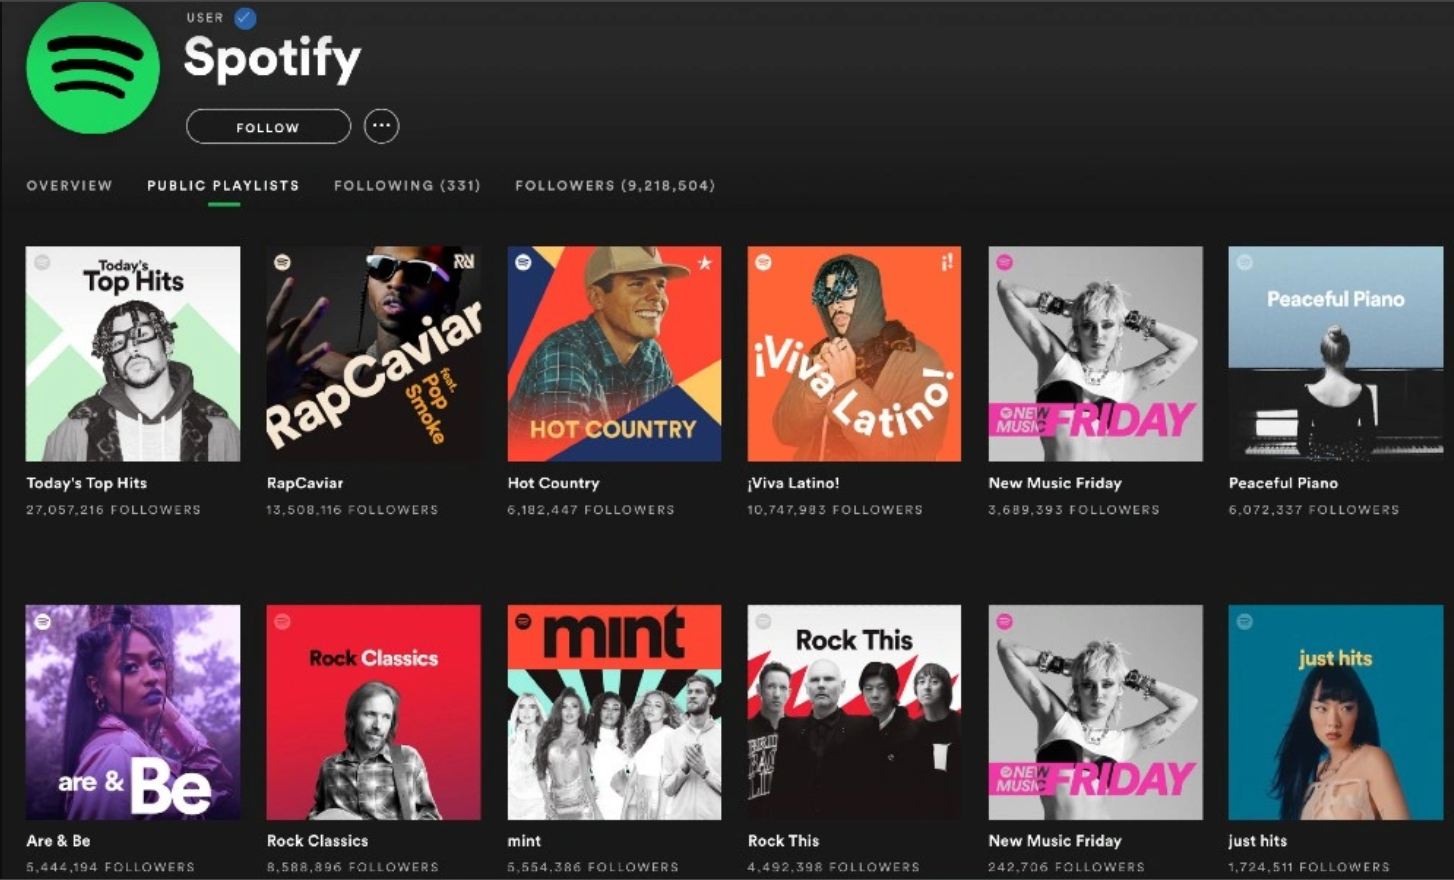 USER
Spotify
FOLLOW
OVERVIEW PUBLIC PLAYLISTS FOLLOWING (331) FOLLOWERS (9,218,504)
Today's
Top Hits
RapCaviar
feat.
Pop
Smoke
HOT COUNTRY
¡Viva Latino!
NEW
MUSIC FRIDAY
Peaceful Piano
Today's Top Hits
27,057,216 FOLLOWERS
RapCaviar
13,508,116 FOLLOWERS
Hot Country
6,182,447 FOLLOWERS
¡Viva Latino!
10,747,983 FOLLOWERS
New Music Friday
3,689,393 FOLLOWERS
Peaceful Piano
6,072,337 FOLLOWERS
are & Be
Rock Classics
mint
Rock This
NEW
MUSIC FRIDAY
just hits
Are & Be
5,444,194 FOLLOWERS
Rock Classics
8,588,896 FOLLOWERS
mint
5,554,386 FOLLOWERS
Rock This
4,492,398 FOLLOWERS
New Music Friday
242,706 FOLLOWERS
just hits
1,724,511 FOLLOWERS